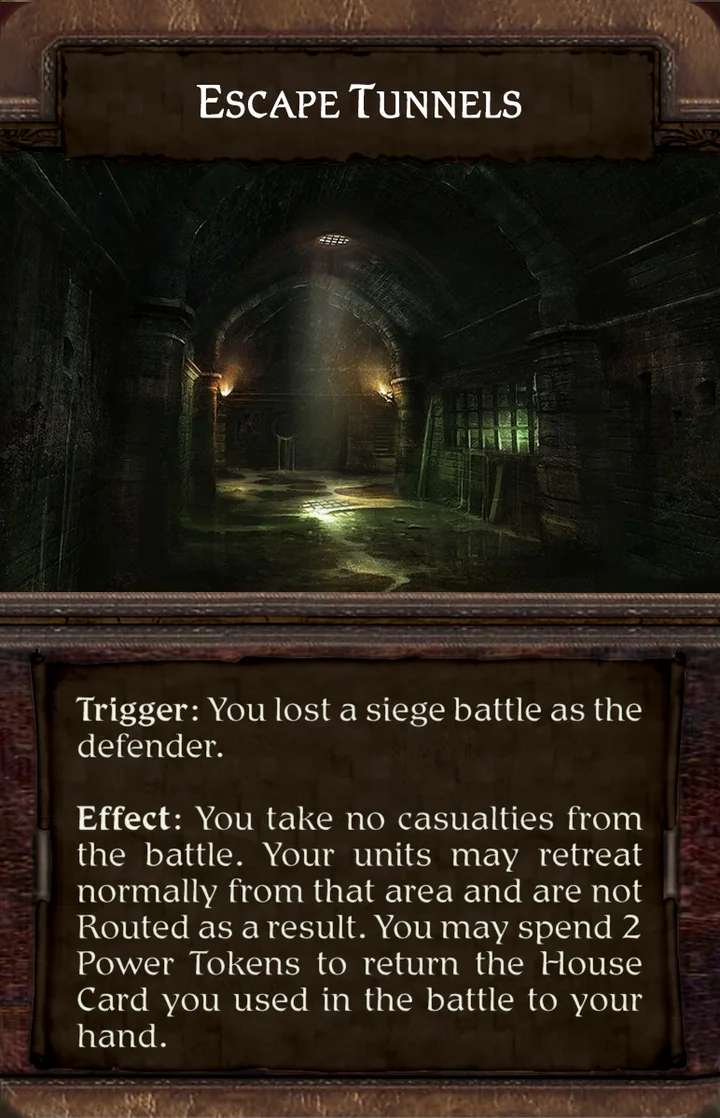 Escape Tunnels
Trigger: You lost a siege battle as the
defender.
Effect: You take no casualties from
the battle. Your units may retreat
normally from that area and are not
Routed as a result. You may spend 2
Power Tokens to return the House
Card you used in the battle to your
hand.